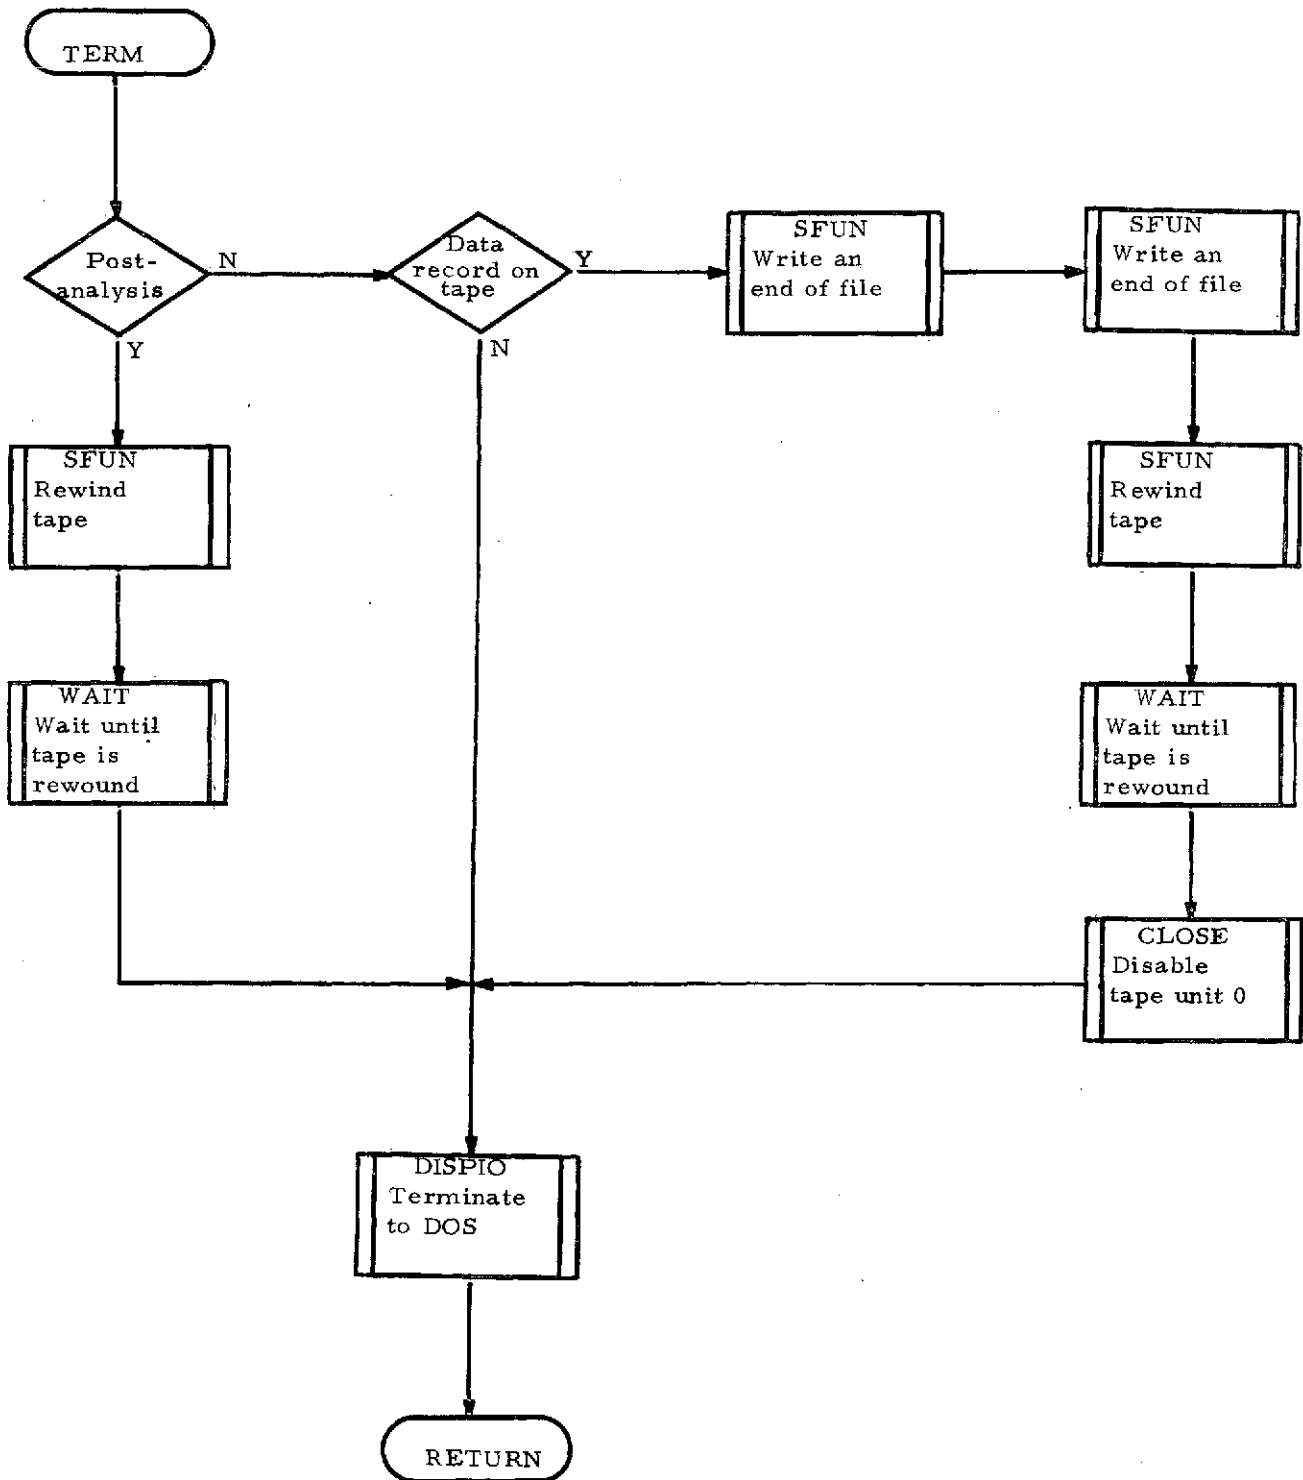 TERM
Post-
analysis
N
Y
Data
record on
tape
Y
N
SFUN
Write an
end of file
SFUN
Write an
end of file
SFUN
Rewind
tape
SFUN
Rewind
tape
WAIT
Wait until
tape is
rewound
WAIT
Wait until
tape is
rewound
CLOSE
Disable
tape unit 0
DISPIO
Terminate
to DOS
RETURN